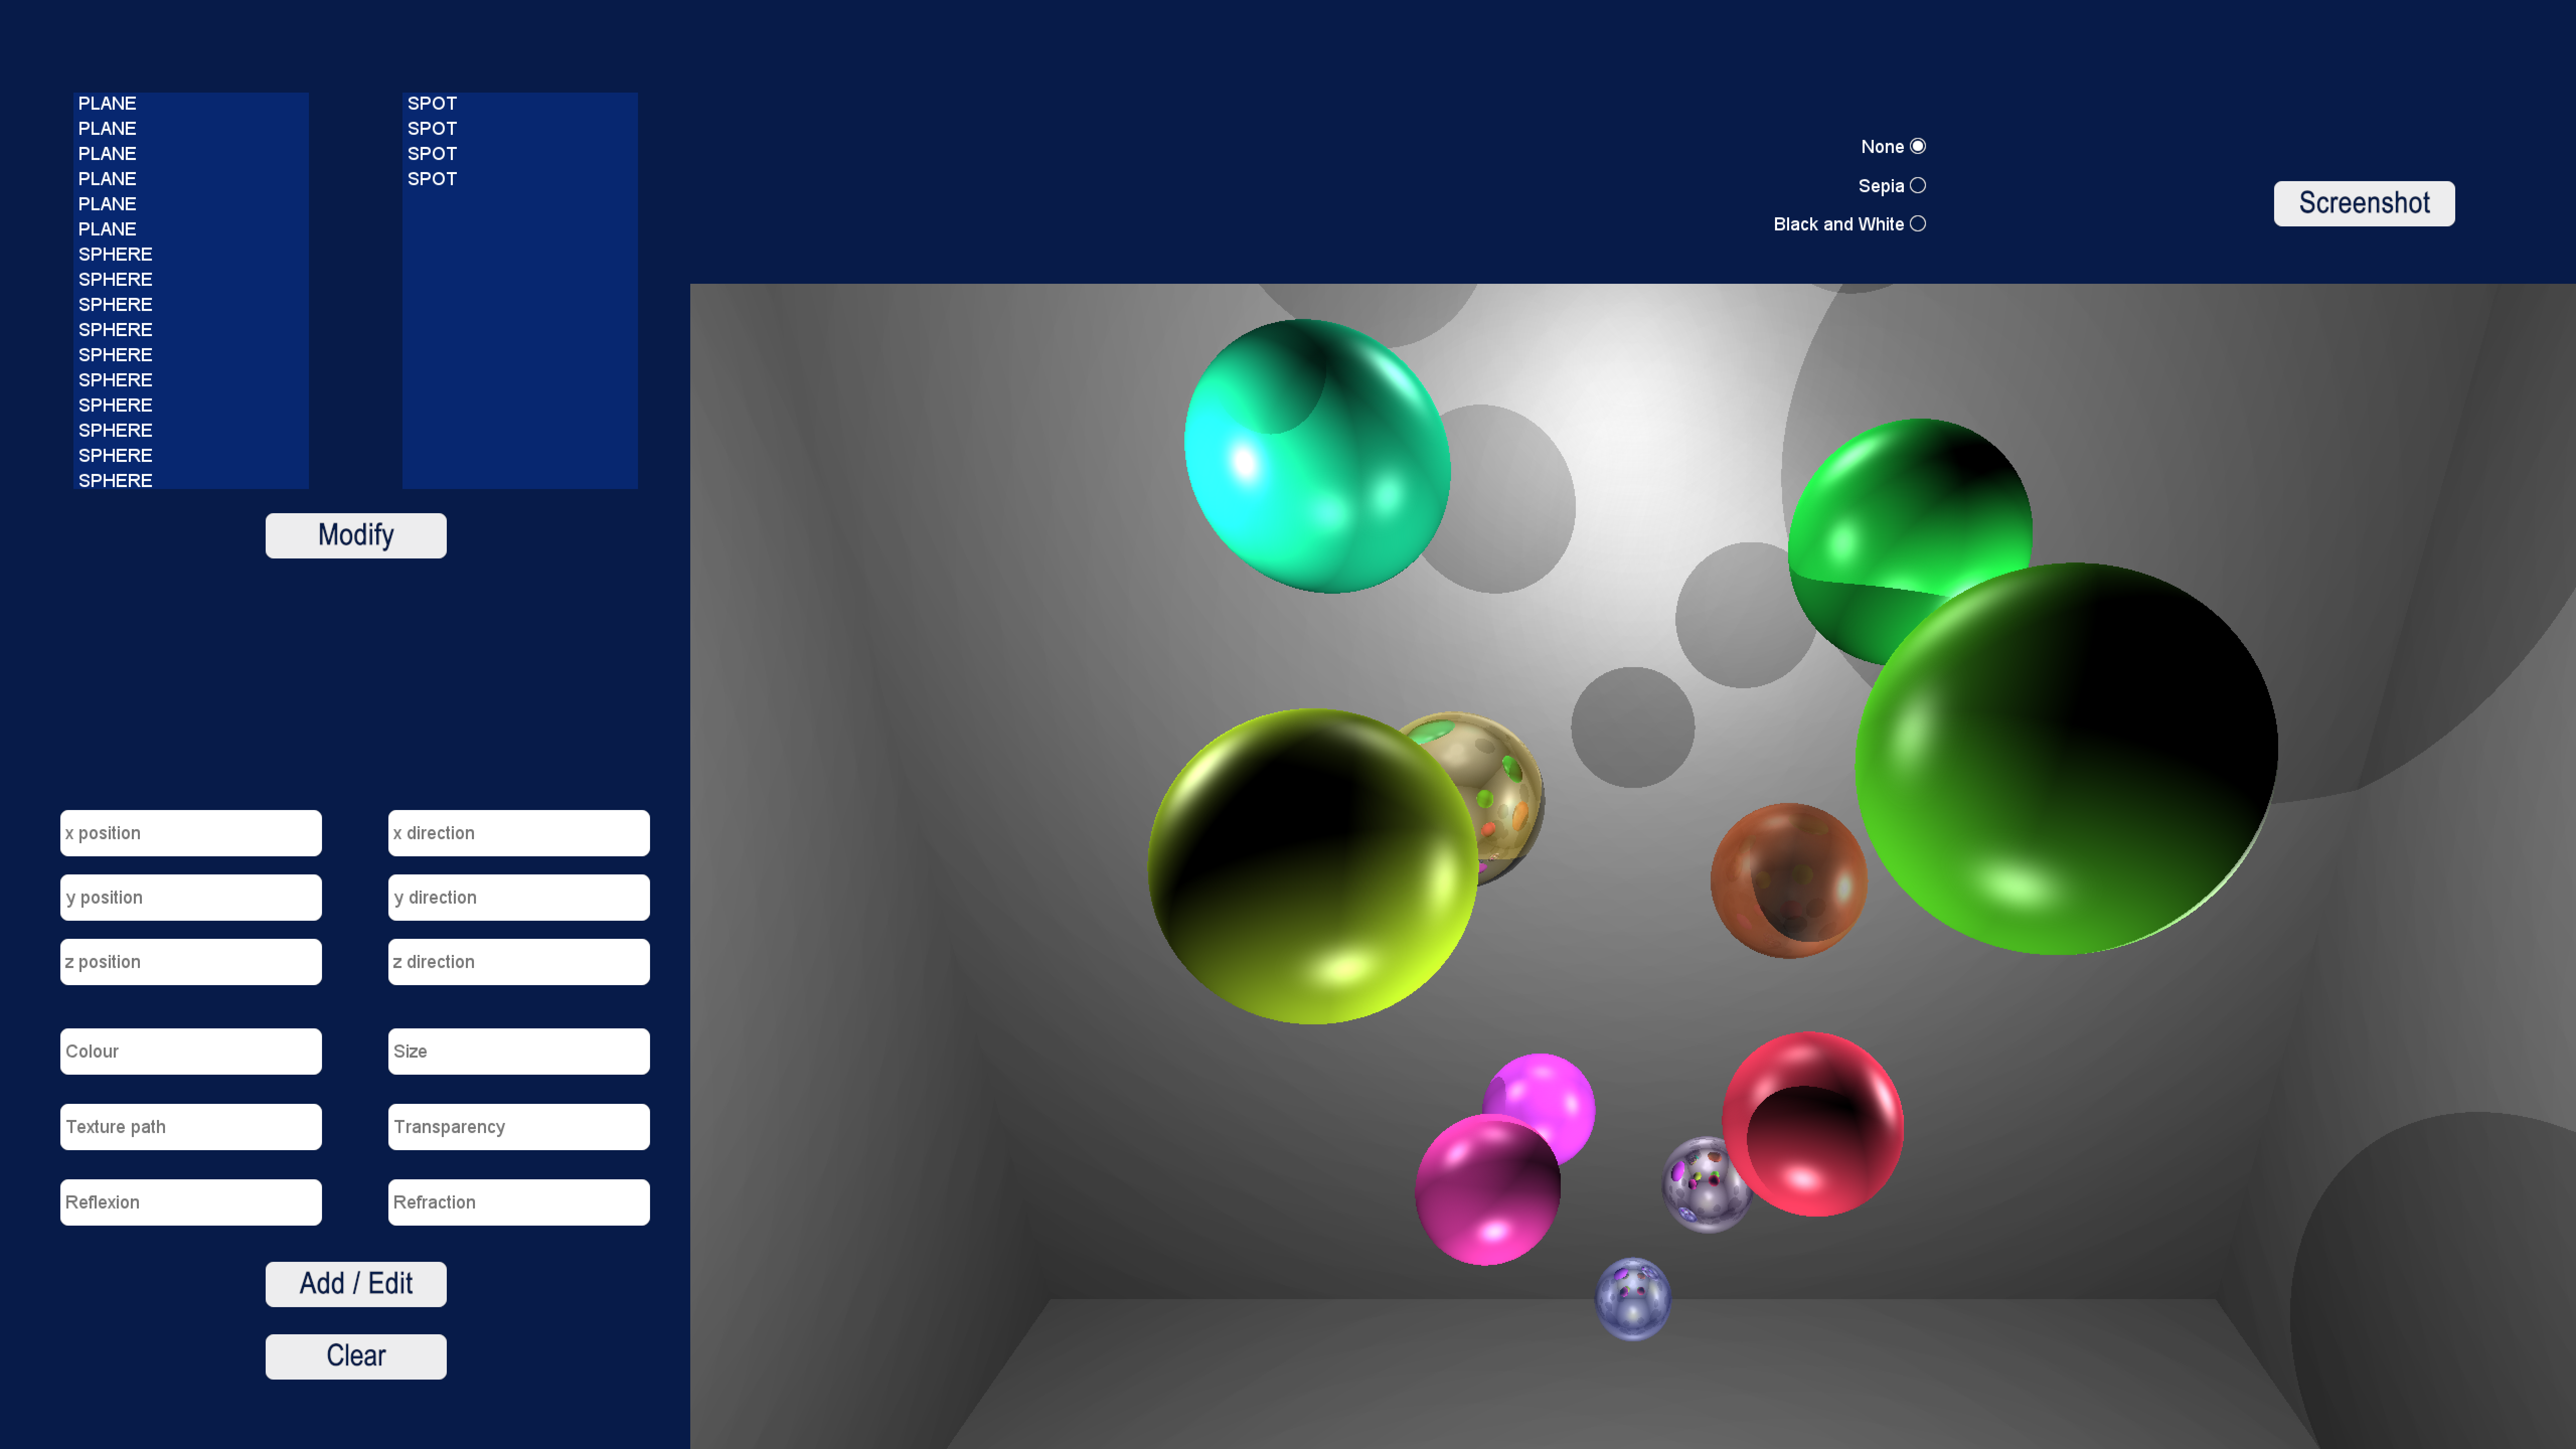 PLANE
PLANE
PLANE
PLANE
PLANE
PLANE
SPHERE
SPHERE
SPHERE
SPHERE
SPHERE
SPHERE
SPHERE
SPHERE
SPHERE
SPHERE
SPOT
SPOT
SPOT
SPOT
Modify
None
Sepia
Black and White
Screenshot
x position
x direction
y position
y direction
z position
z direction
Colour
Size
Texture path
Transparency
Reflexion
Refraction
Add / Edit
Clear